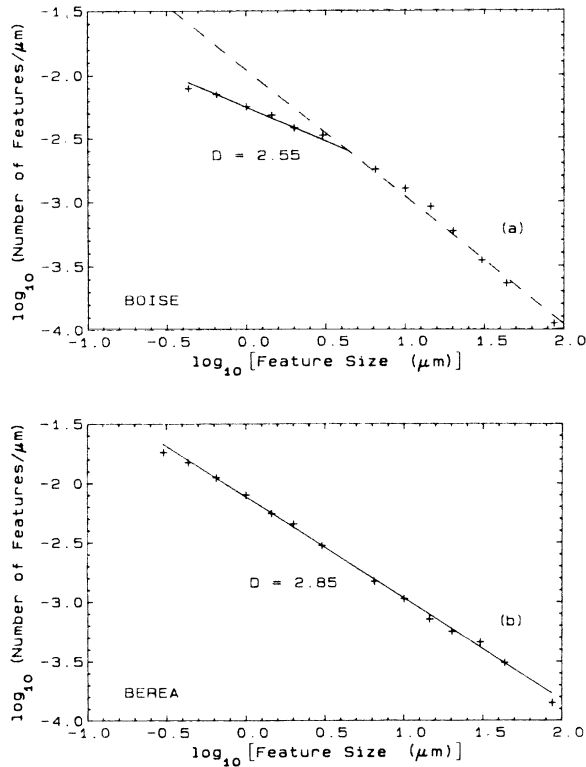 -1.5
-2.0
-2.5
-3.0
-3.5
-4.0
log10 (Number of Features/μm)
D = 2.55
(a)
BOISE
-1.0 -0.5 0.0 0.5 1.0 1.5 2.0
log10 [Feature Size (μm)]
-1.5
-2 0
-2.5
-3.0
-3.5
-4.0
log10 (Number of Features/μm)
D = 2.85
(b)
BEREA
-1.0 -0.5 0.0 0.5 1.0 1.5 2.0
log10 [Feature Size (μm)]